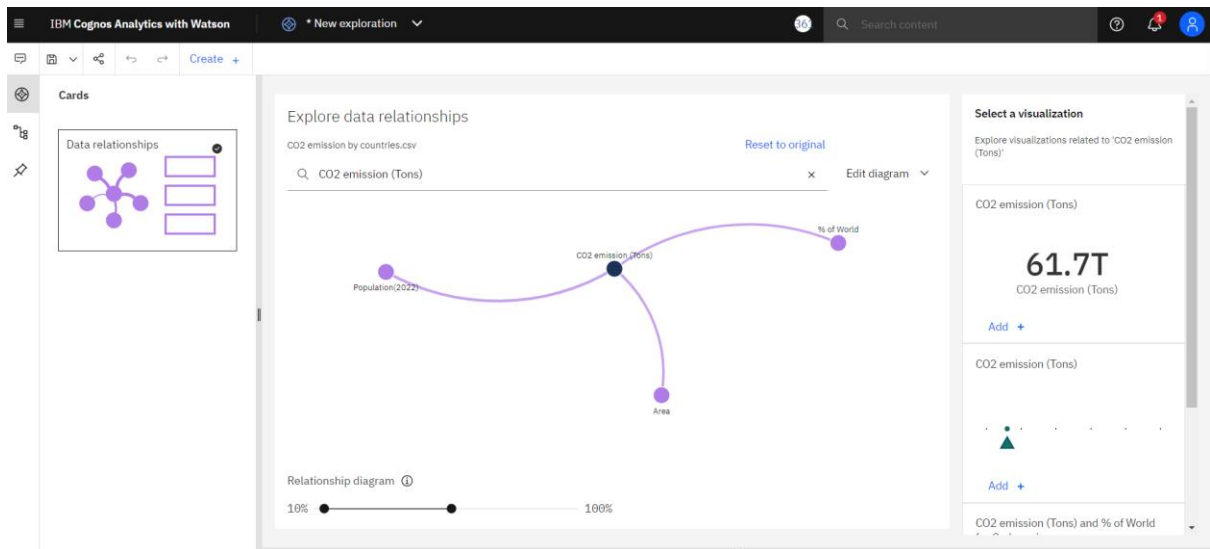 IBM Cognos Analytics with Watson
* New exploration
36
Search content
1
Create +
Cards
Data relationships
Explore data relationships
CO2 emission by countries.csv
Reset to original
CO2 emission (Tons)
Edit diagram
% of World
CO2 emission (Tons)
Population(2022)
Area
Relationship diagram
10%
100%
Select a visualization
Explore visualizations related to 'CO2 emission
(Tons)'
CO2 emission (Tons)
61.7T
CO2 emission (Tons)
Add +
CO2 emission (Tons)
Add +
CO2 emission (Tons) and % of World